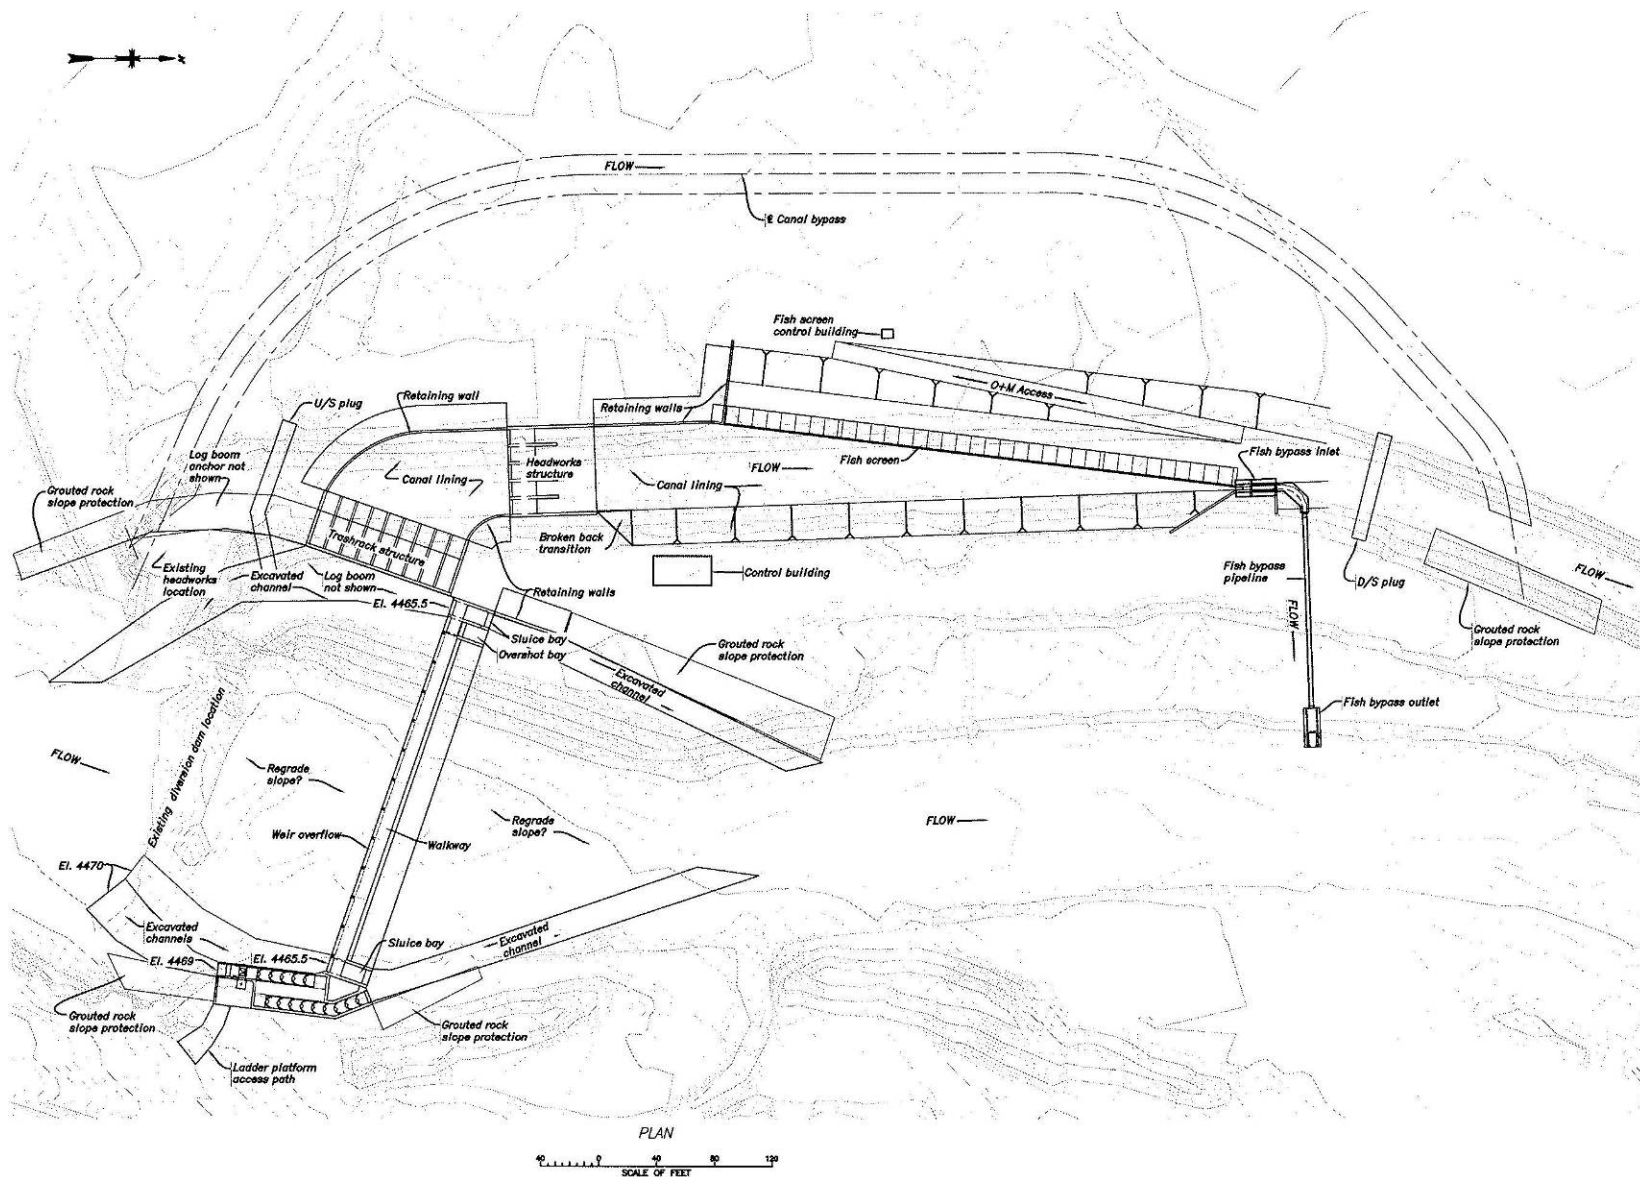 N
FLOW
℄ Canal bypass
Fish screen
control building
O+M Access
U/S plug
Retaining wall
Retaining walls
Log boom
anchor not
shown
Headworks
structure
FLOW
Fish screen
Fish bypass inlet
Grouted rock
slope protection
Canal lining
Canal lining
Trashrack structure
Broken back
transition
Existing
headworks
location
Excavated
channel
Log boom
not shown
Control building
Fish bypass
pipeline
D/S plug
FLOW
El. 4465.5
Retaining walls
FLOW
Grouted rock
slope protection
Sluice bay
Overshot bay
Grouted rock
slope protection
Excavated
channel
Fish bypass outlet
Existing diversion dam location
FLOW
Regrade
slope?
Regrade
slope?
FLOW
Weir overflow
Walkway
El. 4470
Excavated
channels
Sluice bay
Excavated
channel
El. 4469
El. 4465.5
Grouted rock
slope protection
Grouted rock
slope protection
Ladder platform
access path
PLAN
40 0 40 80 120
SCALE OF FEET